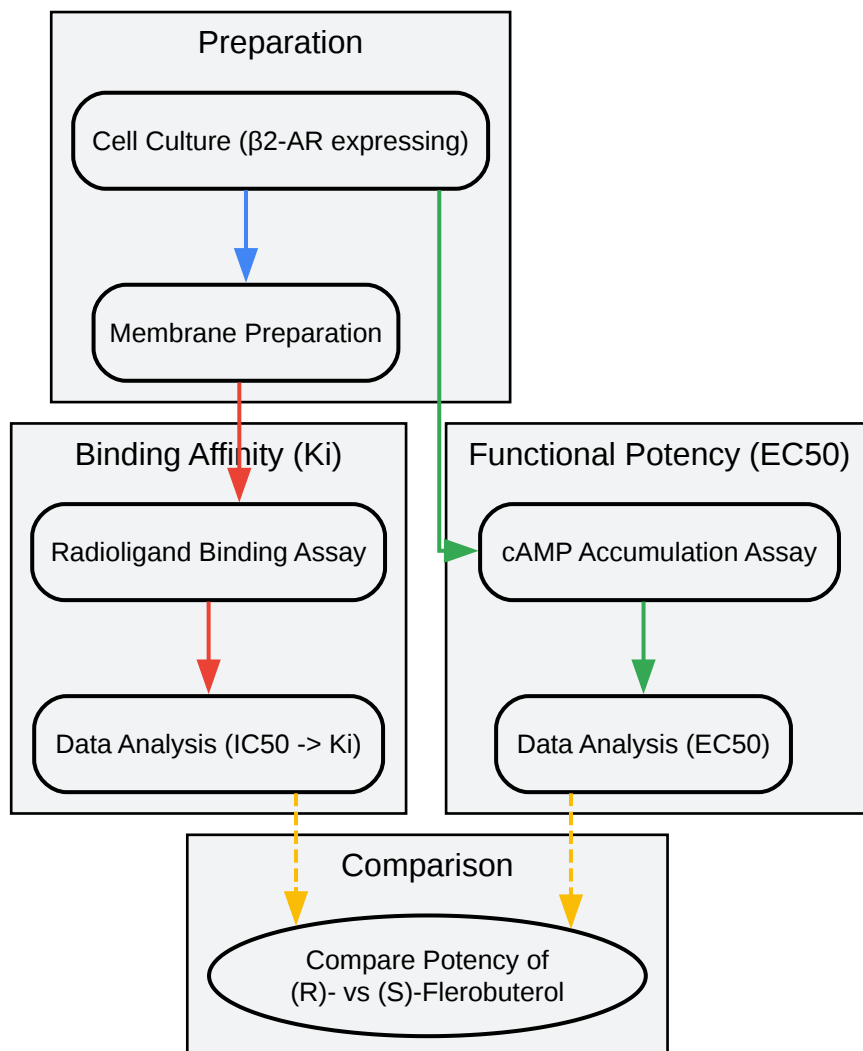 Preparation
Cell Culture (β2-AR expressing)
Membrane Preparation
Binding Affinity (Ki)
Radioligand Binding Assay
Data Analysis (IC50 -> Ki)
Functional Potency (EC50)
cAMP Accumulation Assay
Data Analysis (EC50)
Comparison
Compare Potency of
(R)- vs (S)-Flerobuterol